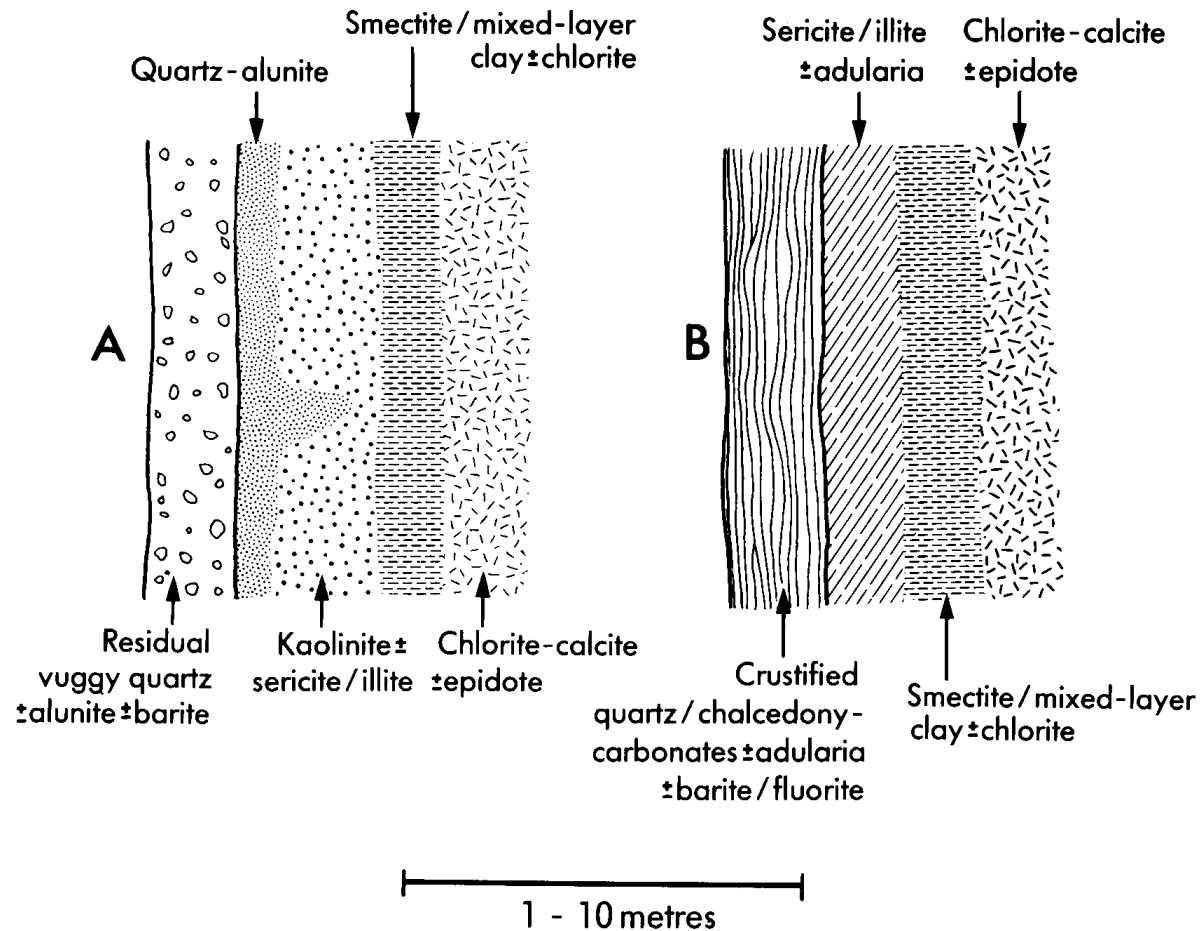 Smectite/mixed-layer
clay±chlorite
Quartz-alunite
A
Residual
vuggy quartz
±alunite±barite
Kaolinite±
sericite/illite
Chlorite-calcite
±epidote
Sericite/illite
±adularia
Chlorite-calcite
±epidote
B
Crustified
quartz/chalcedony-
carbonates±adularia
±barite/fluorite
Smectite/mixed-layer
clay±chlorite
1 - 10 metres